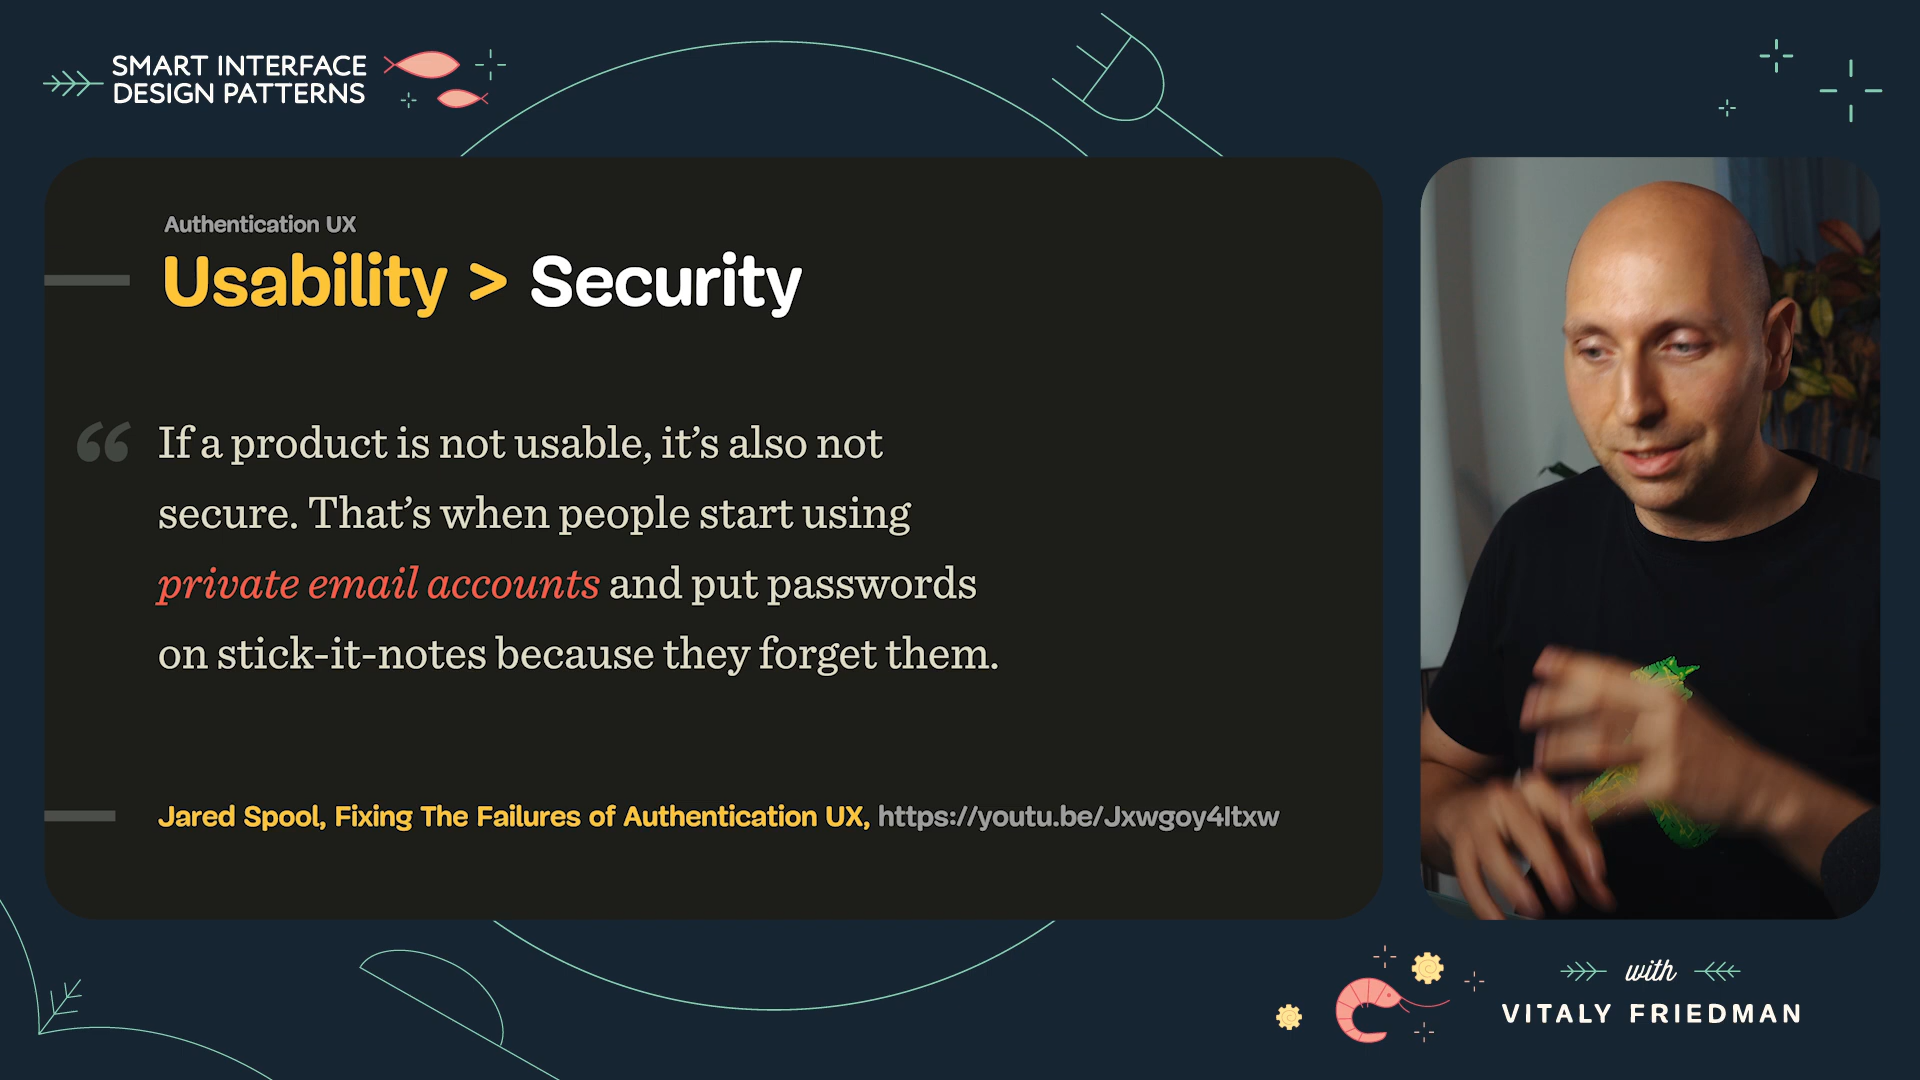 SMART INTERFACE
DESIGN PATTERNS
Authentication UX
Usability > Security
“ If a product is not usable, it’s also not
secure. That’s when people start using
private email accounts and put passwords
on stick-it-notes because they forget them.
Jared Spool, Fixing The Failures of Authentication UX, https://youtu.be/Jxwgoy4Itxw
with
VITALY FRIEDMAN